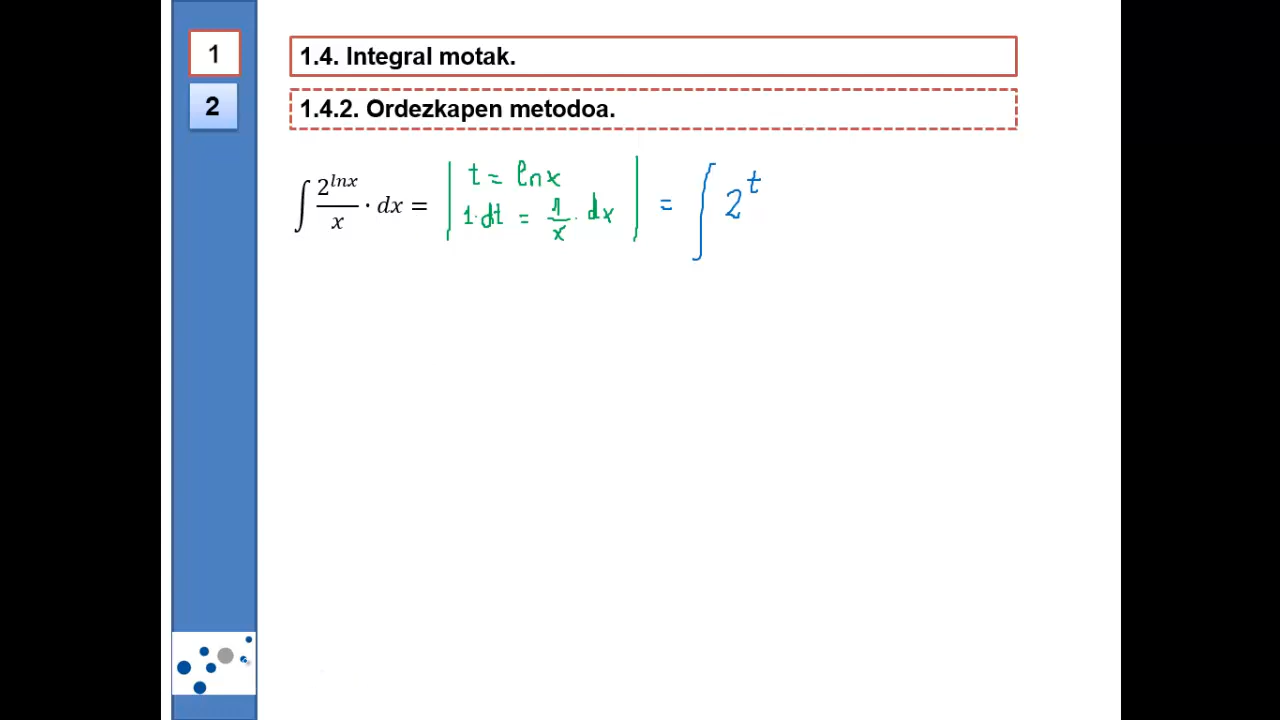 1
2
1.4. Integral motak.
1.4.2. Ordezkapen metodoa.
∫ 2^{lnx}/x · dx = | t = ln x ; 1·dt = 1/x · dx | = ∫ 2^t